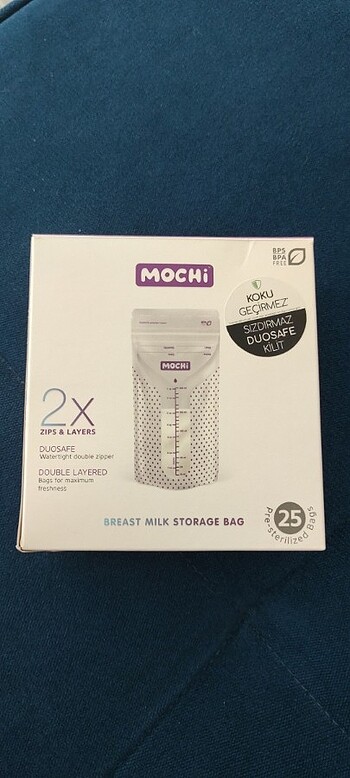 MOCHi
BPS
BPA
FREE
KOKU
GEÇİRMEZ
SIZDIRMAZ
DUOSAFE
KİLİT
MOCHi
2x
ZIPS & LAYERS
DUOSAFE
Watertight double zipper
DOUBLE LAYERED
Bags for maximum
freshness
BREAST MILK STORAGE BAG
25
Pre-sterilized Bags